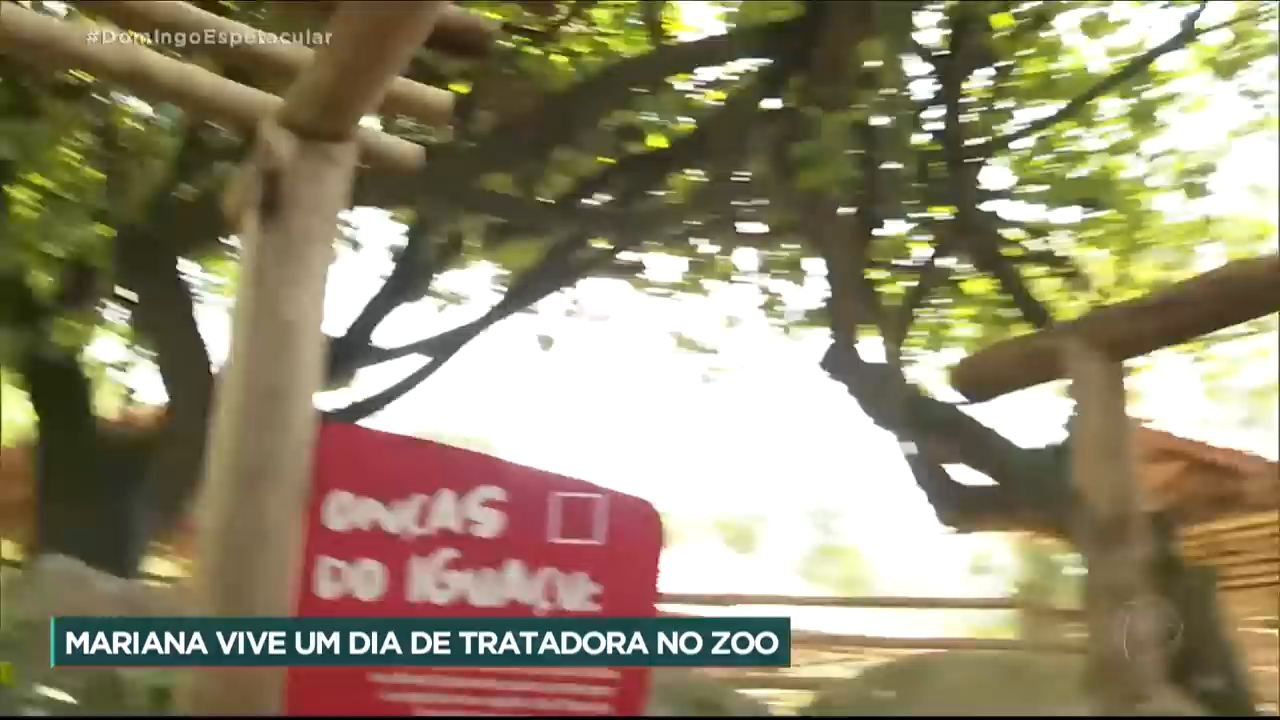 #DomingoEspetacular
ONÇAS
DO IGUAÇU:
MARIANA VIVE UM DIA DE TRATADORA NO ZOO